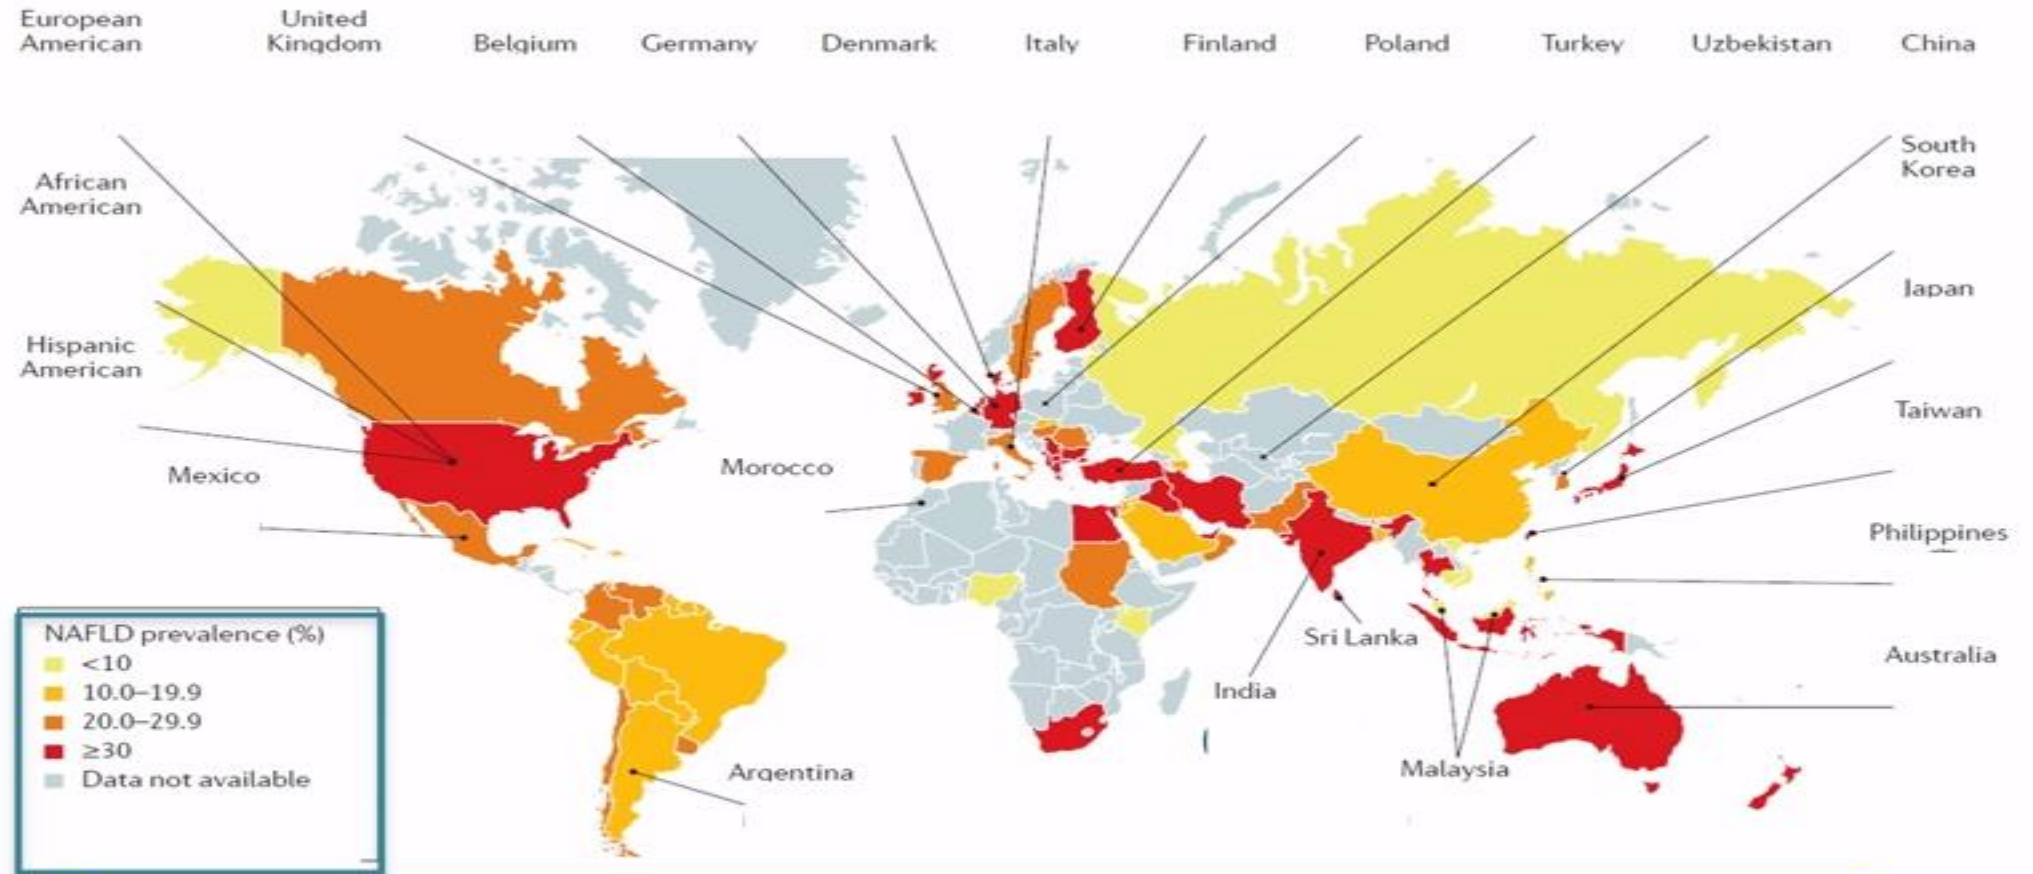 European
American
United
Kingdom
Belgium
Germany
Denmark
Italy
Finland
Poland
Turkey
Uzbekistan
China
African
American
South
Korea
Hispanic
American
Japan
Mexico
Morocco
Taiwan
Philippines
Sri Lanka
India
Australia
Malaysia
Argentina
NAFLD prevalence (%)
<10
10.0–19.9
20.0–29.9
≥30
Data not available